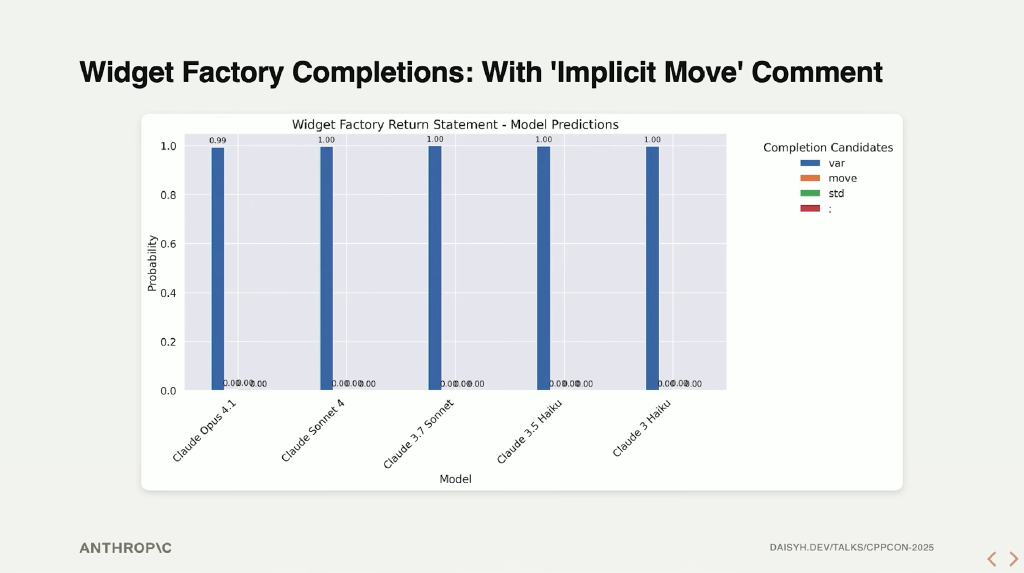 Widget Factory Completions: With 'Implicit Move' Comment
Widget Factory Return Statement - Model Predictions
Completion Candidates
var
move
std
;
Probability
1.0
0.8
0.6
0.4
0.2
0.0
0.99
1.00
1.00
1.00
1.00
0.00 0.00 0.00
0.00 0.00 0.00
0.00 0.00 0.00
0.00 0.00 0.00
0.00 0.00 0.00
Claude Opus 4.1
Claude Sonnet 4
Claude 3.7 Sonnet
Claude 3.5 Haiku
Claude 3 Haiku
Model
ANTHROP\C
DAISYH.DEV/TALKS/CPPCON-2025